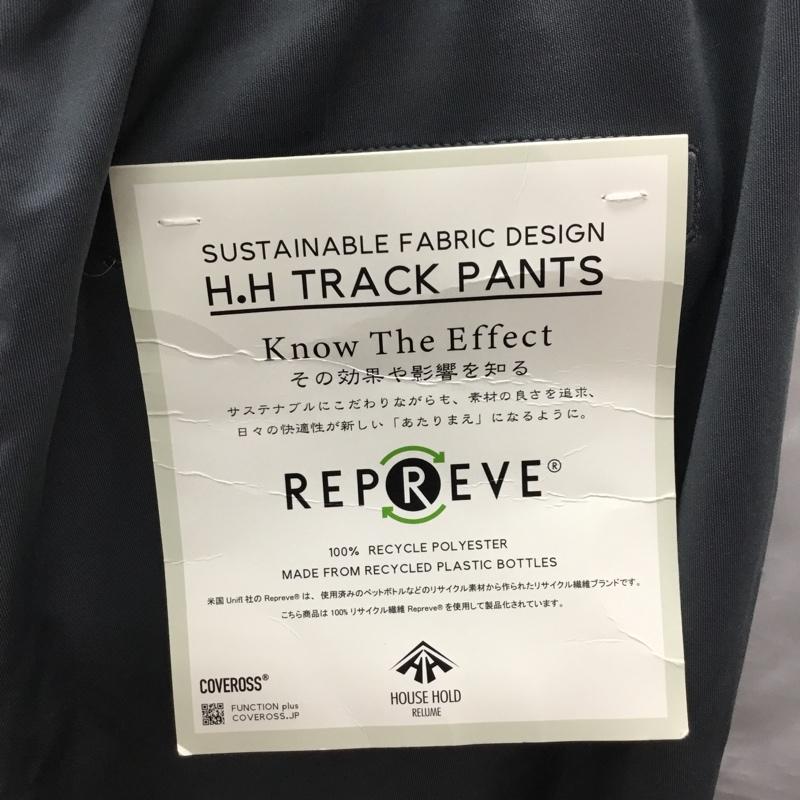 SUSTAINABLE FABRIC DESIGN
H.H TRACK PANTS
Know The Effect
その効果や影響を知る
サステナブルにこだわりながらも、素材の良さを追求、
日々の快適性が新しい「あたりまえ」になるように。
REPREVE®
100% RECYCLE POLYESTER
MADE FROM RECYCLED PLASTIC BOTTLES
米国 Unifi 社の Repreve® は、使用済みのペットボトルなどのリサイクル素材から作られたリサイクル繊維ブランドです。
こちら商品は 100% リサイクル繊維 Repreve® を使用して製品化されています。
COVEROSS®
FUNCTION plus
COVEROSS.JP
HH
HOUSE HOLD
RELUME